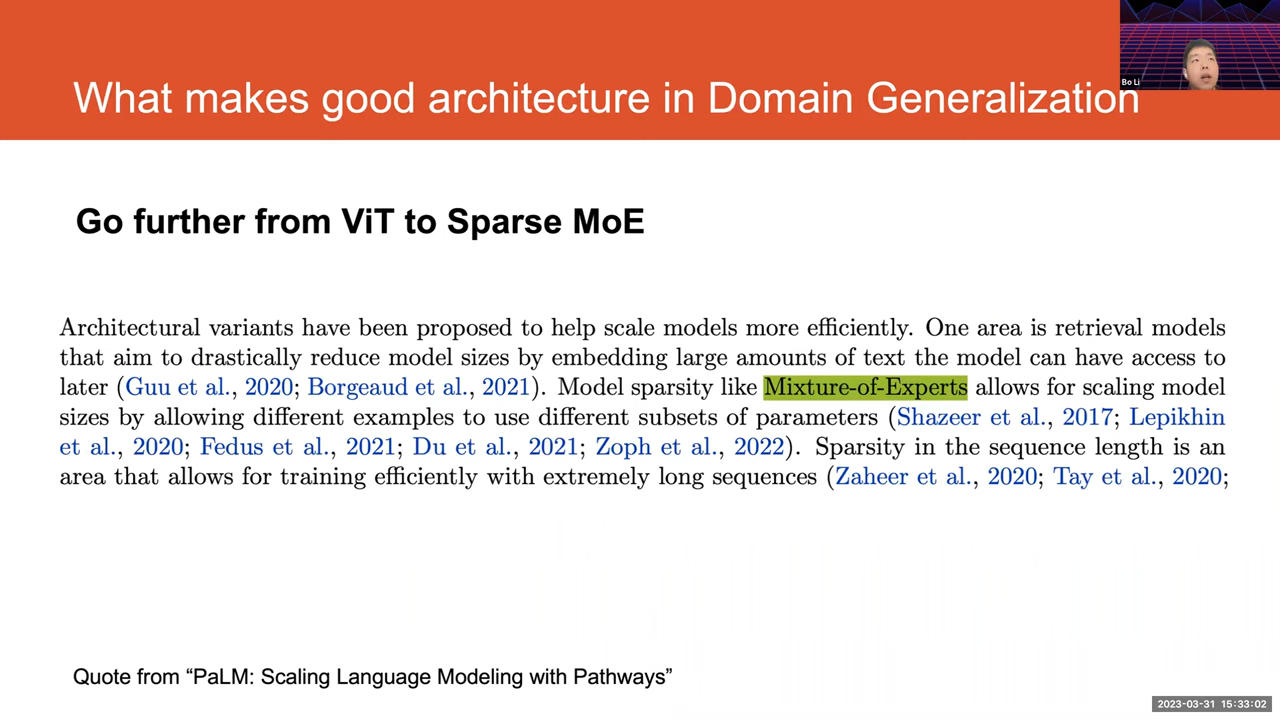 What makes good architecture in Domain Generalization
Bo Li
Go further from ViT to Sparse MoE
Architectural variants have been proposed to help scale models more efficiently. One area is retrieval models
that aim to drastically reduce model sizes by embedding large amounts of text the model can have access to
later (Guu et al., 2020; Borgeaud et al., 2021). Model sparsity like Mixture-of-Experts allows for scaling model
sizes by allowing different examples to use different subsets of parameters (Shazeer et al., 2017; Lepikhin
et al., 2020; Fedus et al., 2021; Du et al., 2021; Zoph et al., 2022). Sparsity in the sequence length is an
area that allows for training efficiently with extremely long sequences (Zaheer et al., 2020; Tay et al., 2020;
Quote from “PaLM: Scaling Language Modeling with Pathways”
2023-03-31 15:33:02